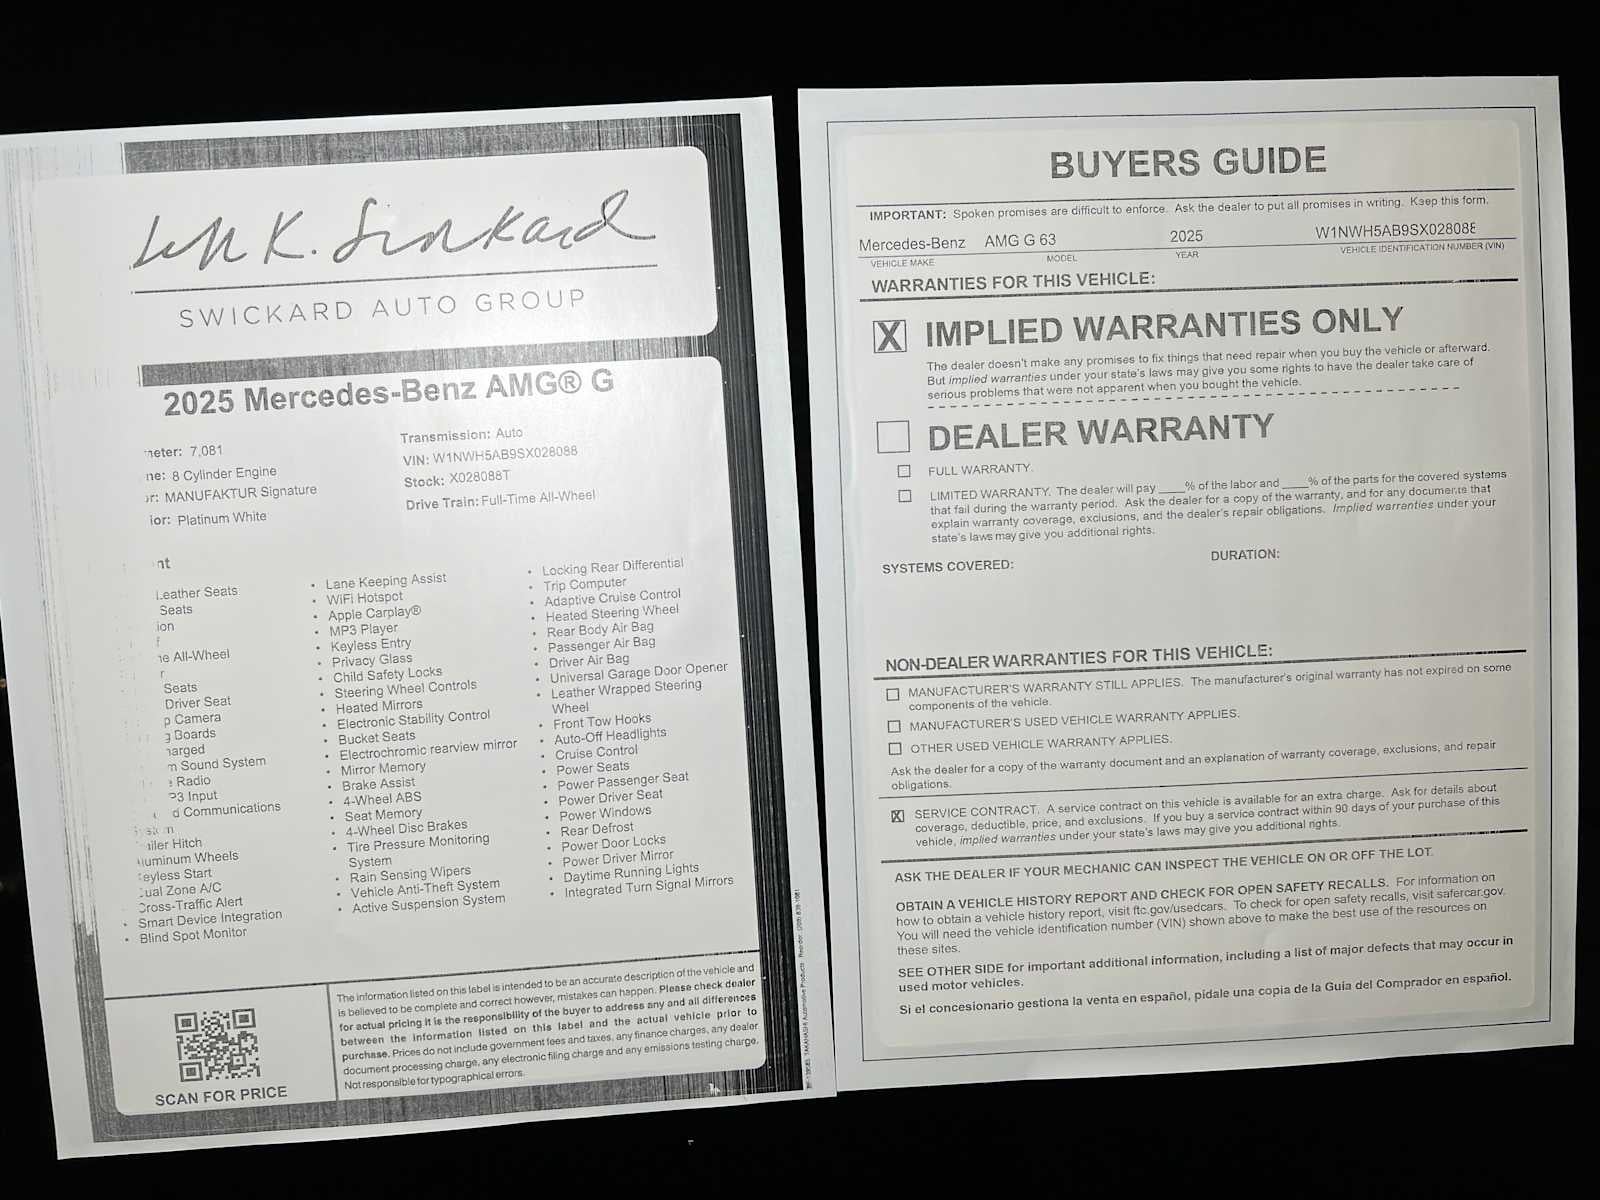 SWICKARD AUTO GROUP
2025 Mercedes-Benz AMG® G
neter: 7,081
ne: 8 Cylinder Engine
or: MANUFAKTUR Signature
ior: Platinum White
Transmission: Auto
VIN: W1NWH5AB9SX028088
Stock: X028088T
Drive Train: Full-Time All-Wheel
nt
Leather Seats
Seats
ion
f
ne All-Wheel
r
Seats
Driver Seat
p Camera
g Boards
harged
m Sound System
e Radio
P3 Input
d Communications
System
ailer Hitch
luminum Wheels
eyless Start
ual Zone A/C
Cross-Traffic Alert
• Smart Device Integration
• Blind Spot Monitor
• Lane Keeping Assist
• WiFi Hotspot
• Apple Carplay®
• MP3 Player
• Keyless Entry
• Privacy Glass
• Child Safety Locks
• Steering Wheel Controls
• Heated Mirrors
• Electronic Stability Control
• Bucket Seats
• Electrochromic rearview mirror
• Mirror Memory
• Brake Assist
• 4-Wheel ABS
• Seat Memory
• 4-Wheel Disc Brakes
• Tire Pressure Monitoring
System
• Rain Sensing Wipers
• Vehicle Anti-Theft System
• Active Suspension System
• Locking Rear Differential
• Trip Computer
• Adaptive Cruise Control
• Heated Steering Wheel
• Rear Body Air Bag
• Passenger Air Bag
• Driver Air Bag
• Universal Garage Door Opener
• Leather Wrapped Steering
Wheel
• Front Tow Hooks
• Auto-Off Headlights
• Cruise Control
• Power Seats
• Power Passenger Seat
• Power Driver Seat
• Power Windows
• Rear Defrost
• Power Door Locks
• Power Driver Mirror
• Daytime Running Lights
• Integrated Turn Signal Mirrors
SCAN FOR PRICE
The information listed on this label is intended to be an accurate description of the vehicle and
is believed to be complete and correct however, mistakes can happen. Please check dealer
for actual pricing it is the responsibility of the buyer to address any and all differences
between the information listed on this label and the actual vehicle prior to
purchase. Prices do not include government fees and taxes, any finance charges, any dealer
document processing charge, any electronic filing charge and any emissions testing charge.
Not responsible for typographical errors.
TAKAHASHI Automotive Products Reorder:
BUYERS GUIDE
IMPORTANT: Spoken promises are difficult to enforce. Ask the dealer to put all promises in writing. Keep this form.
Mercedes-Benz AMG G 63 2025 W1NWH5AB9SX028088
VEHICLE MAKE MODEL YEAR VEHICLE IDENTIFICATION NUMBER (VIN)
WARRANTIES FOR THIS VEHICLE:
X IMPLIED WARRANTIES ONLY
The dealer doesn't make any promises to fix things that need repair when you buy the vehicle or afterward.
But implied warranties under your state's laws may give you some rights to have the dealer take care of
serious problems that were not apparent when you bought the vehicle.
DEALER WARRANTY
FULL WARRANTY.
LIMITED WARRANTY. The dealer will pay ____% of the labor and ____% of the parts for the covered systems
that fail during the warranty period. Ask the dealer for a copy of the warranty, and for any documents that
explain warranty coverage, exclusions, and the dealer's repair obligations. Implied warranties under your
state's laws may give you additional rights.
SYSTEMS COVERED: DURATION:
NON-DEALER WARRANTIES FOR THIS VEHICLE:
MANUFACTURER'S WARRANTY STILL APPLIES. The manufacturer's original warranty has not expired on some
components of the vehicle.
MANUFACTURER'S USED VEHICLE WARRANTY APPLIES.
OTHER USED VEHICLE WARRANTY APPLIES.
Ask the dealer for a copy of the warranty document and an explanation of warranty coverage, exclusions, and repair
obligations.
X SERVICE CONTRACT. A service contract on this vehicle is available for an extra charge. Ask for details about
coverage, deductible, price, and exclusions. If you buy a service contract within 90 days of your purchase of this
vehicle, implied warranties under your state's laws may give you additional rights.
ASK THE DEALER IF YOUR MECHANIC CAN INSPECT THE VEHICLE ON OR OFF THE LOT.
OBTAIN A VEHICLE HISTORY REPORT AND CHECK FOR OPEN SAFETY RECALLS. For information on
how to obtain a vehicle history report, visit ftc.gov/usedcars. To check for open safety recalls, visit safercar.gov.
You will need the vehicle identification number (VIN) shown above to make the best use of the resources on
these sites.
SEE OTHER SIDE for important additional information, including a list of major defects that may occur in
used motor vehicles.
Si el concesionario gestiona la venta en español, pídale una copia de la Guía del Comprador en español.